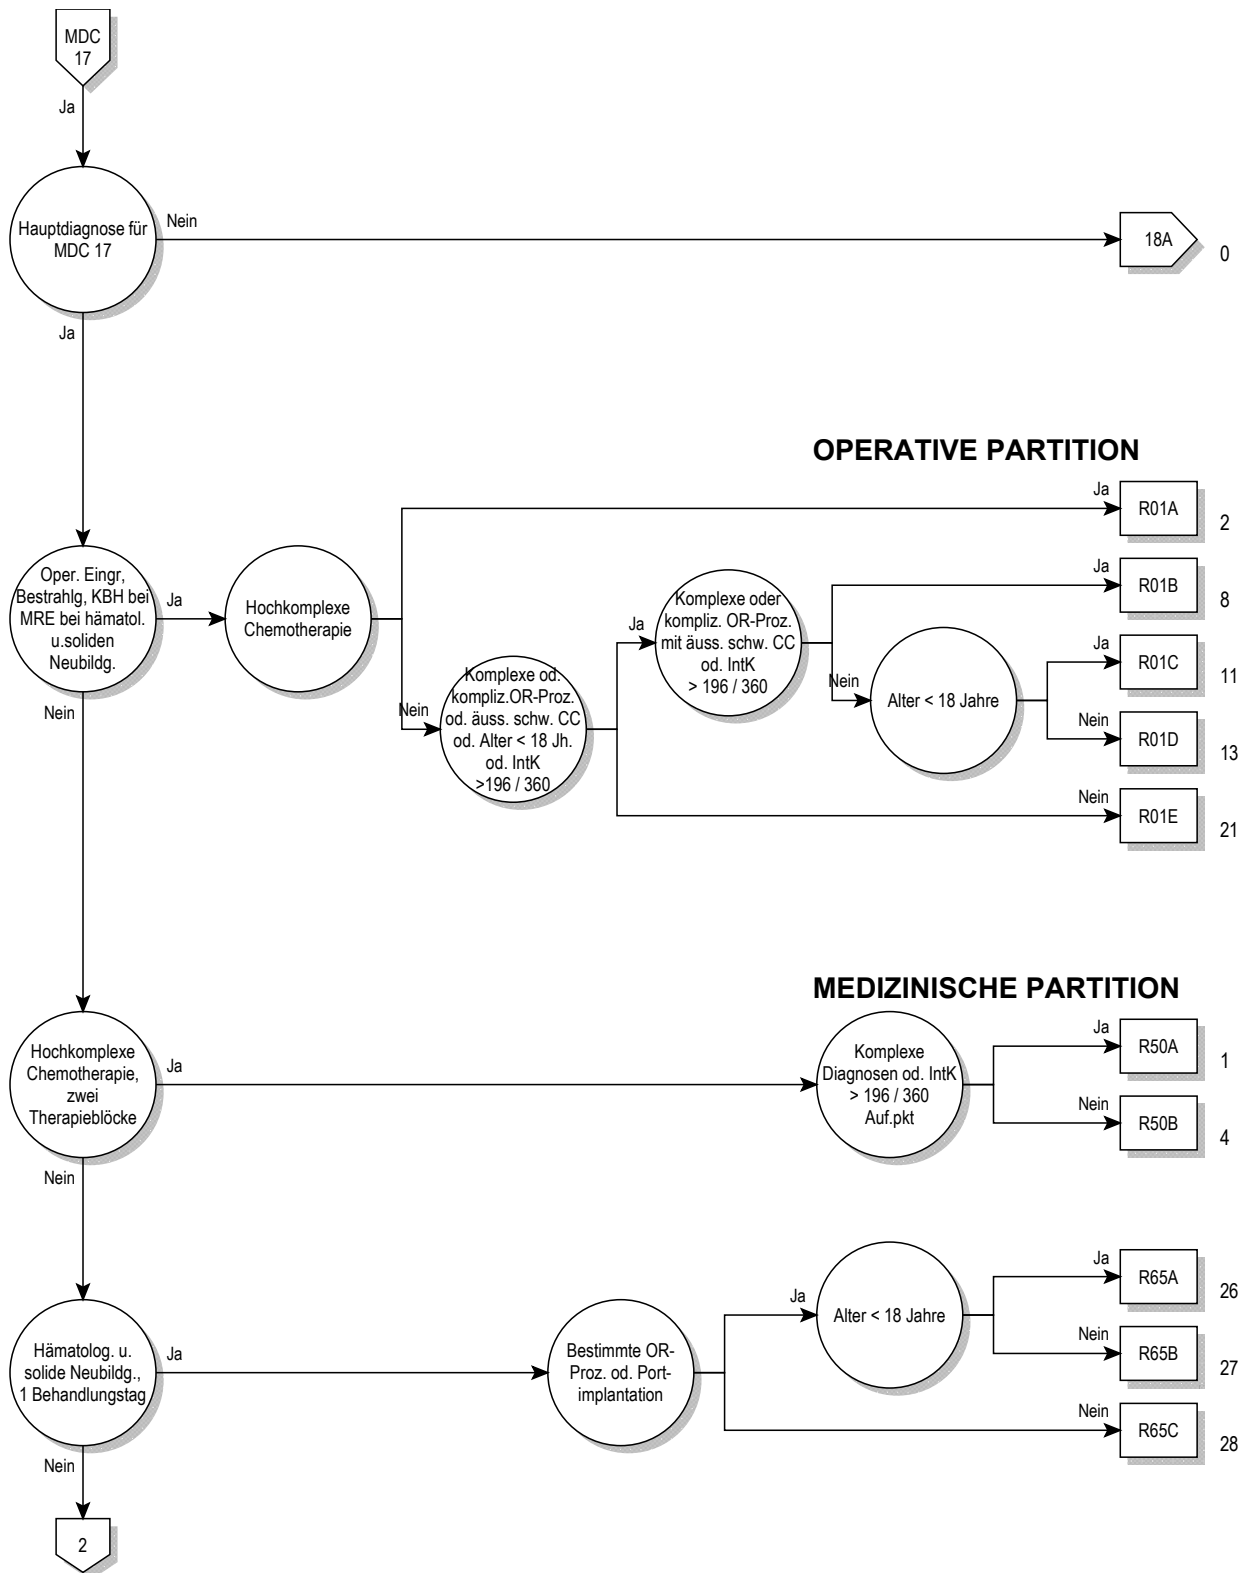 MDC
17
Ja
Hauptdiagnose für
MDC 17
Nein
18A
0
Ja
OPERATIVE PARTITION
Oper. Eingr,
Bestrahlg, KBH bei
MRE bei hämatol.
u.soliden
Neubildg.
Ja
Hochkomplexe
Chemotherapie
Ja
R01A
2
Nein
Komplexe od.
kompliz.OR-Proz.
od. äuss. schw. CC
od. Alter < 18 Jh.
od. IntK
>196 / 360
Ja
Komplexe oder
kompliz. OR-Proz.
mit äuss. schw. CC
od. IntK
> 196 / 360
Ja
R01B
8
Nein
Alter < 18 Jahre
Ja
R01C
11
Nein
R01D
13
Nein
R01E
21
Nein
MEDIZINISCHE PARTITION
Hochkomplexe
Chemotherapie,
zwei
Therapieblöcke
Ja
Komplexe
Diagnosen od. IntK
> 196 / 360
Auf.pkt
Ja
R50A
1
Nein
R50B
4
Nein
Hämatolog. u.
solide Neubildg.,
1 Behandlungstag
Ja
Bestimmte OR-
Proz. od. Port-
implantation
Ja
Alter < 18 Jahre
Ja
R65A
26
Nein
R65B
27
Nein
R65C
28
Nein
2